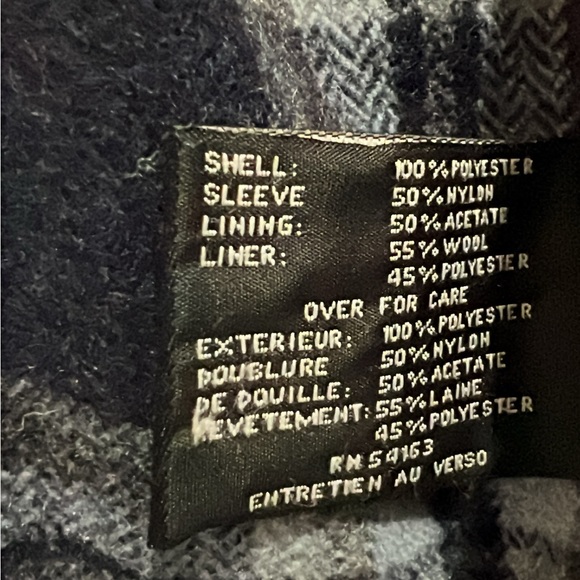 SHELL: 100% POLYESTER
SLEEVE 50% NYLON
LINING: 50% ACETATE
LINER: 55% WOOL
45% POLYESTER
OVER FOR CARE
EXTERIEUR: 100% POLYESTER
DOUBLURE 50% NYLON
DE DOUILLE: 50% ACETATE
REVETEMENT: 55% LAINE
45% POLYESTER
RN 54163
ENTRETIEN AU VERSO